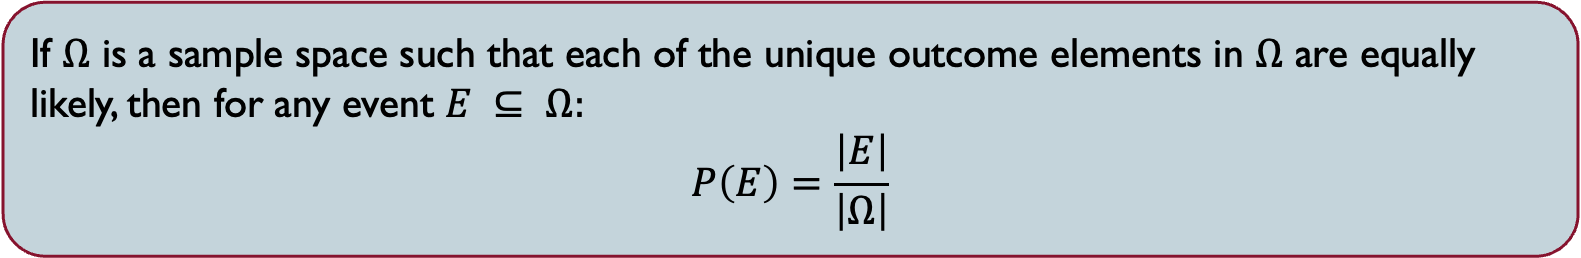 If Ω is a sample space such that each of the unique outcome elements in Ω are equally
likely, then for any event E ⊆ Ω:
P(E) = |E| / |Ω|